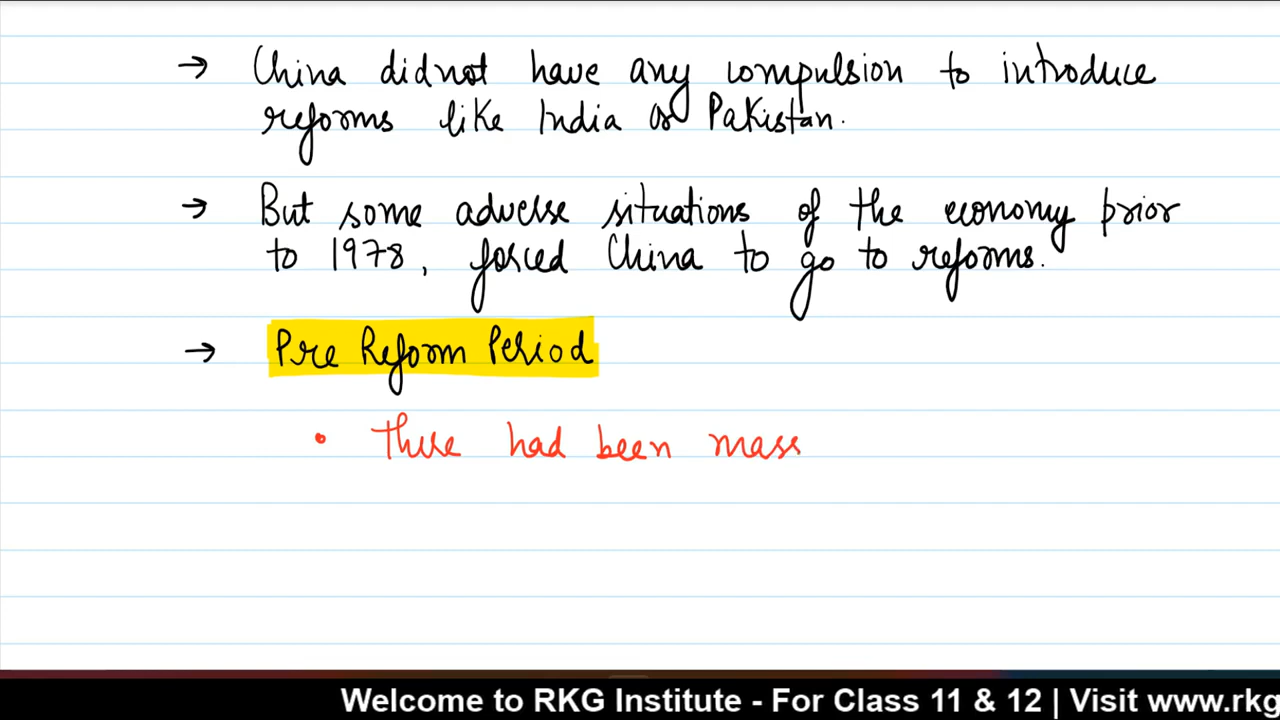 → China didnot have any compulsion to introduce
reforms like India or Pakistan.
→ But some adverse situations of the economy prior
to 1978, forced China to go to reforms.
→ Pre Reform Period
• There had been mass
Welcome to RKG Institute - For Class 11 & 12 | Visit www.rkg